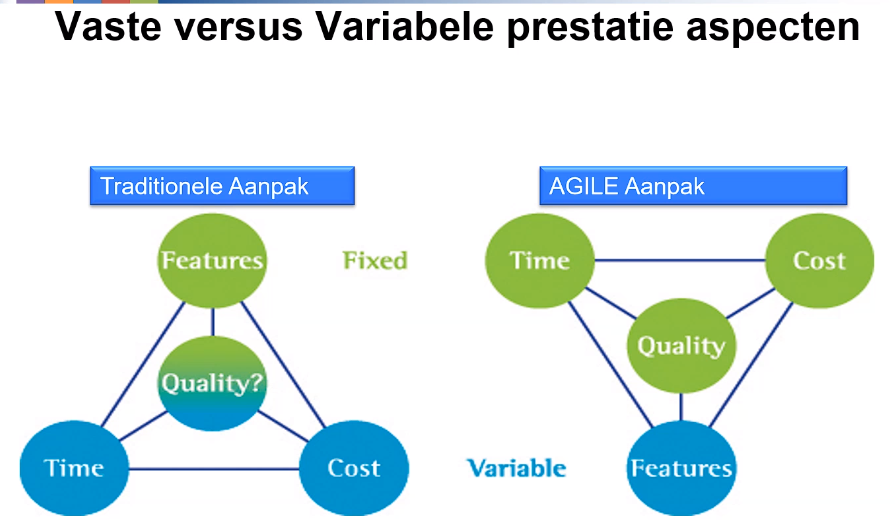 Vaste versus Variabele prestatie aspecten
Traditionele Aanpak
AGILE Aanpak
Features
Fixed
Time
Cost
Quality
Quality?
Time
Cost
Variable
Features